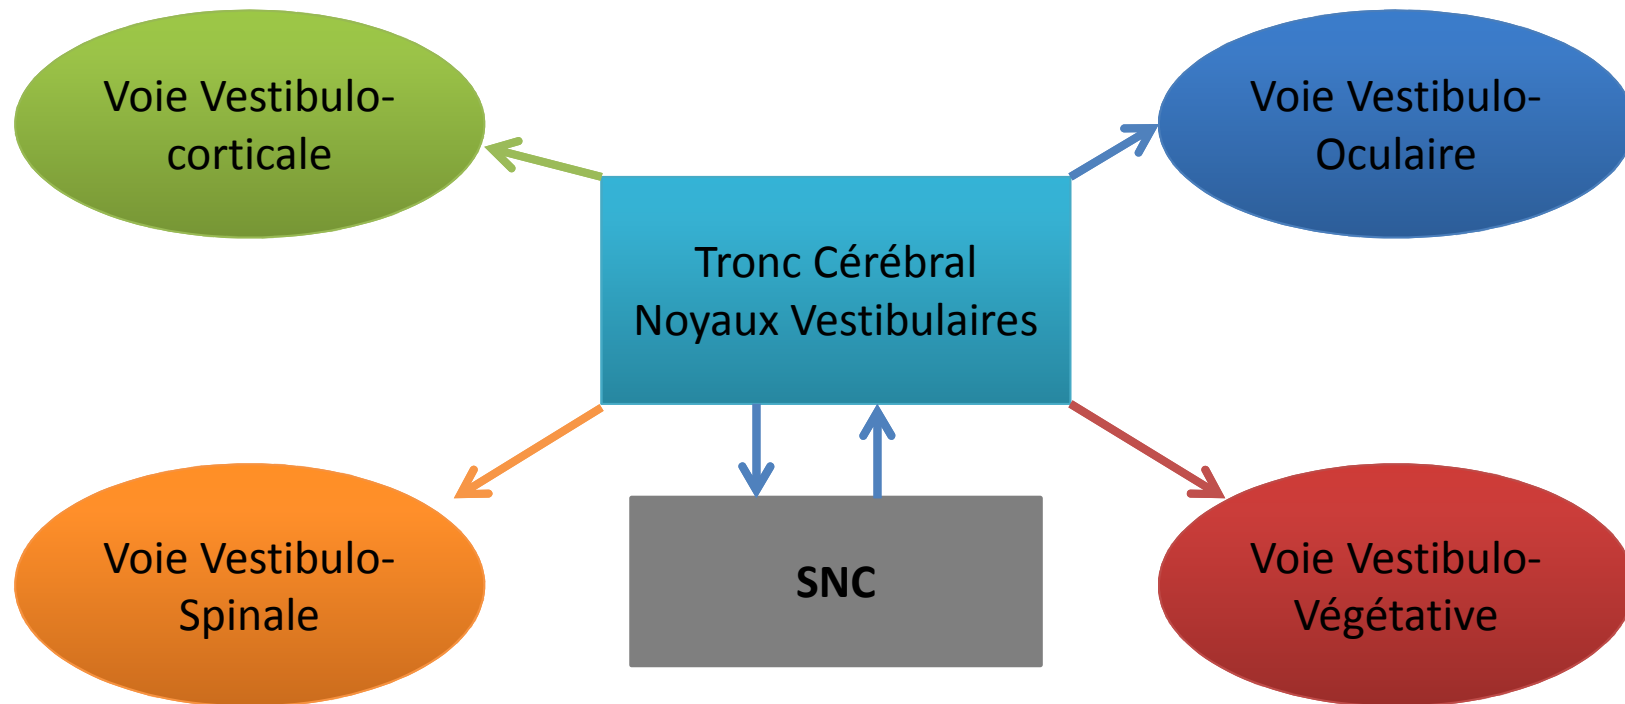 Voie Vestibulo-
corticale
Voie Vestibulo-
Oculaire
Tronc Cérébral
Noyaux Vestibulaires
Voie Vestibulo-
Spinale
SNC
Voie Vestibulo-
Végétative